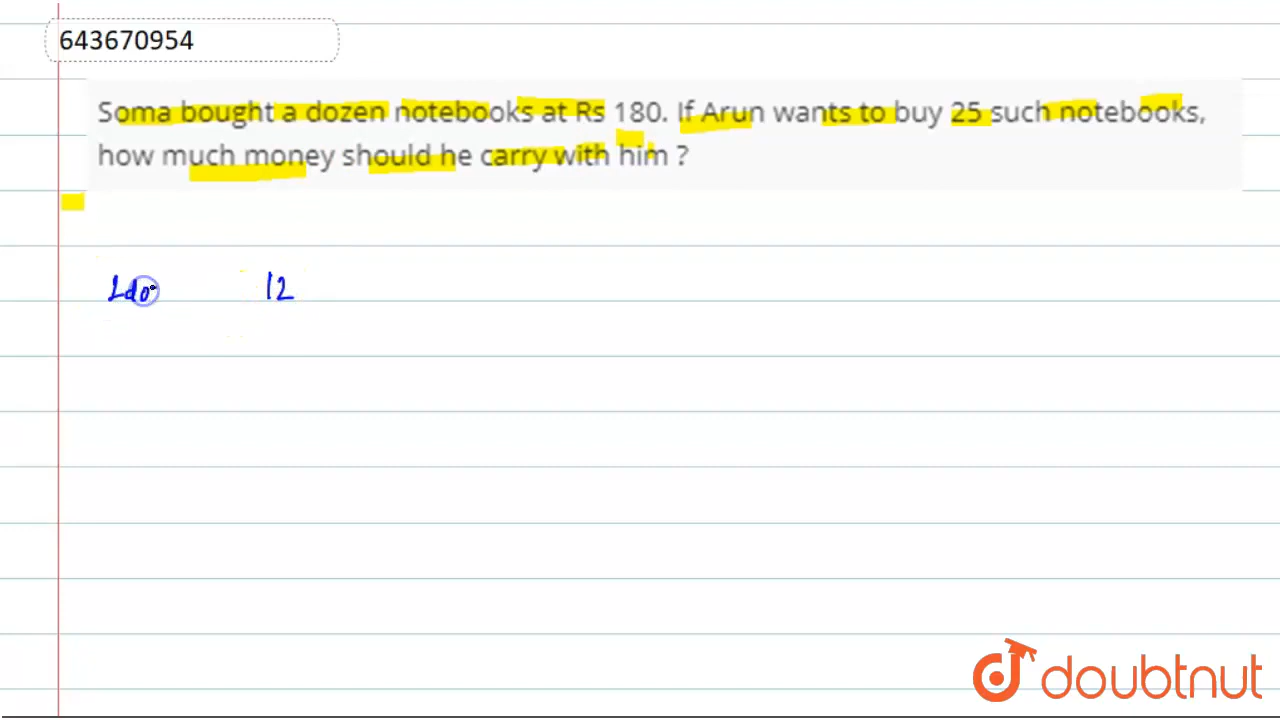 643670954
Soma bought a dozen notebooks at Rs 180. If Arun wants to buy 25 such notebooks,
how much money should he carry with him ?
1do 12
doubtnut